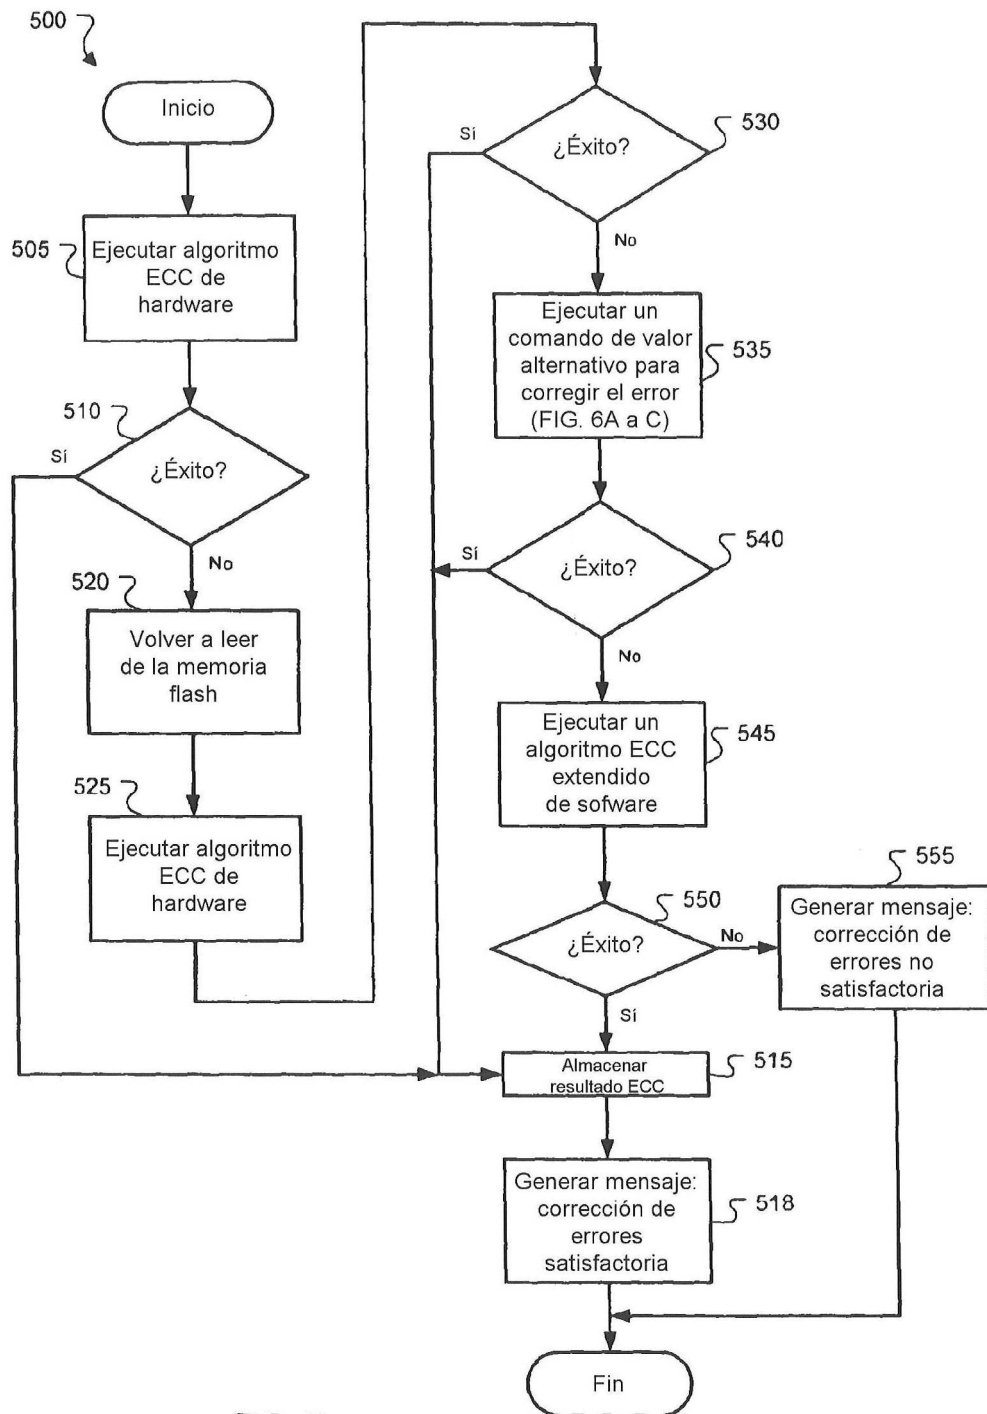 500
Inicio
505
Ejecutar algoritmo
ECC de
hardware
510
Sí
¿Éxito?
No
520
Volver a leer
de la memoria
flash
525
Ejecutar algoritmo
ECC de
hardware
530
Sí
¿Éxito?
No
Ejecutar un
comando de valor
alternativo para
corregir el error
(FIG. 6A a C)
535
540
Sí
¿Éxito?
No
Ejecutar un
algoritmo ECC
extendido
de sofware
545
550
¿Éxito?
No
Sí
555
Generar mensaje:
corrección de
errores no
satisfactoria
Almacenar
resultado ECC
515
Generar mensaje:
corrección de
errores
satisfactoria
518
Fin